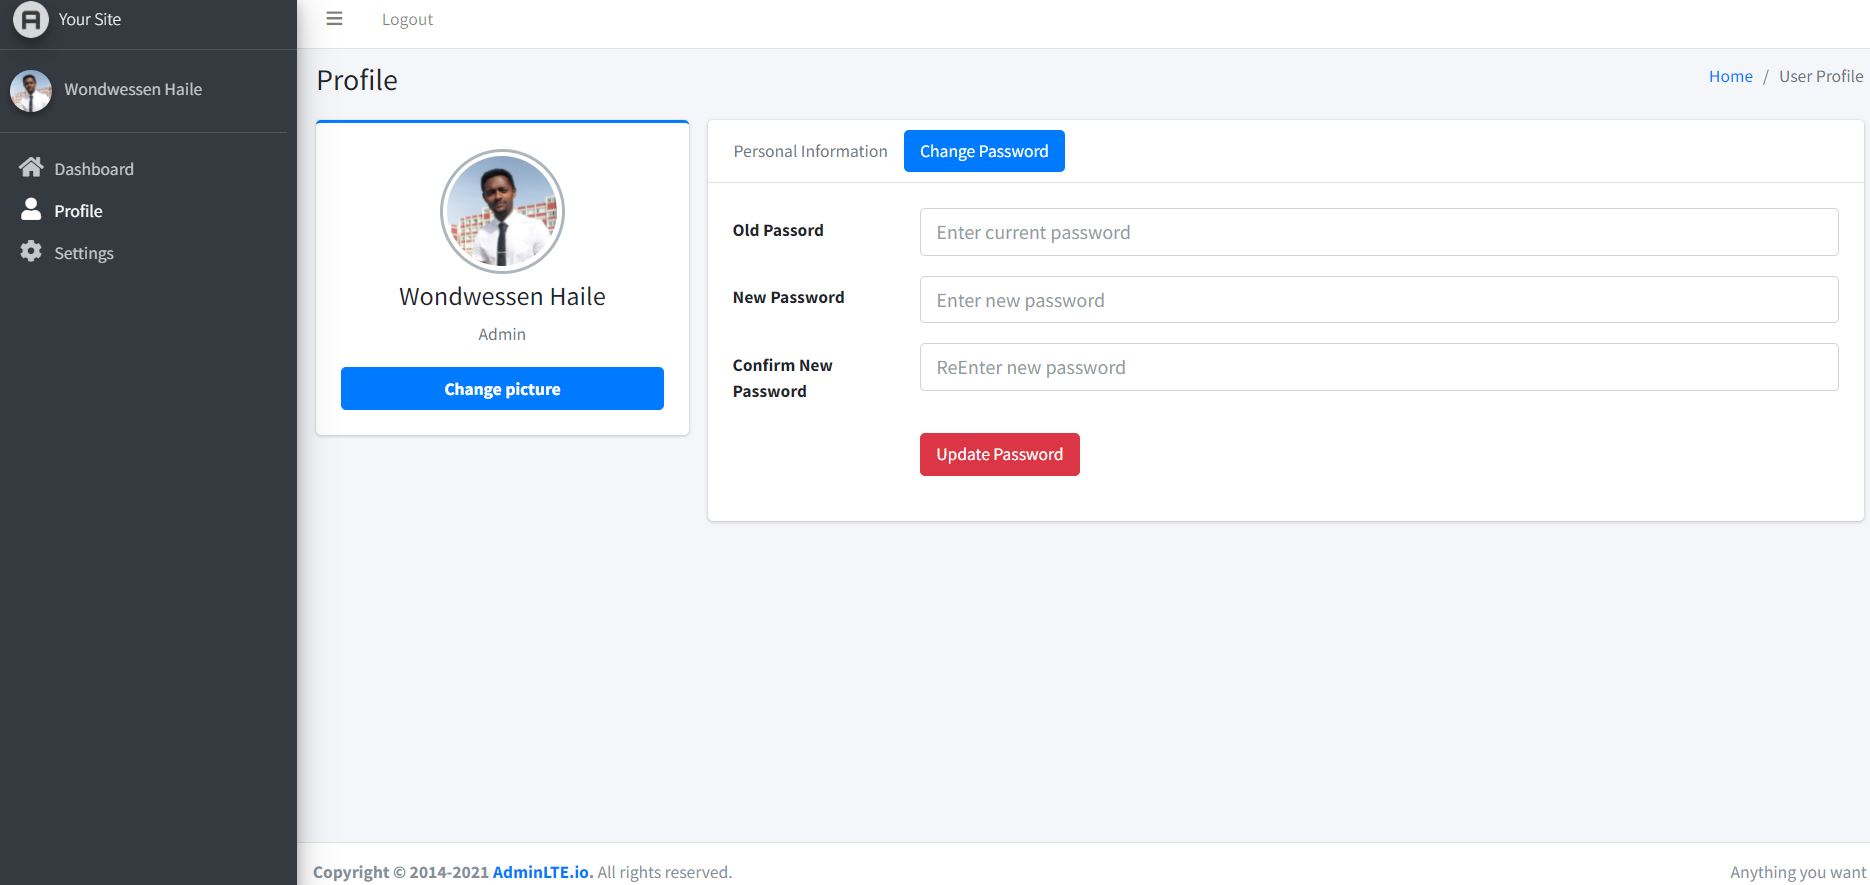 Your Site
Logout
Wondwessen Haile
Dashboard
Profile
Settings
Profile
Home / User Profile
Wondwessen Haile
Admin
Change picture
Personal Information
Change Password
Old Passord
Enter current password
New Password
Enter new password
Confirm New
Password
ReEnter new password
Update Password
Copyright © 2014-2021 AdminLTE.io. All rights reserved.
Anything you want